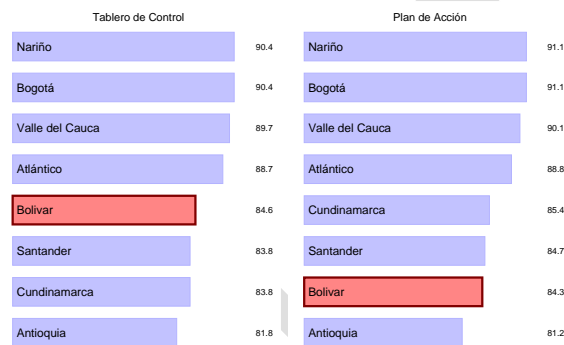 Tablero de Control
Nariño 90.4
Bogotá 90.4
Valle del Cauca 89.7
Atlántico 88.7
Bolivar 84.6
Santander 83.8
Cundinamarca 83.8
Antioquia 81.8
Plan de Acción
Nariño 91.1
Bogotá 91.1
Valle del Cauca 90.1
Atlántico 88.8
Cundinamarca 85.4
Santander 84.7
Bolivar 84.3
Antioquia 81.2